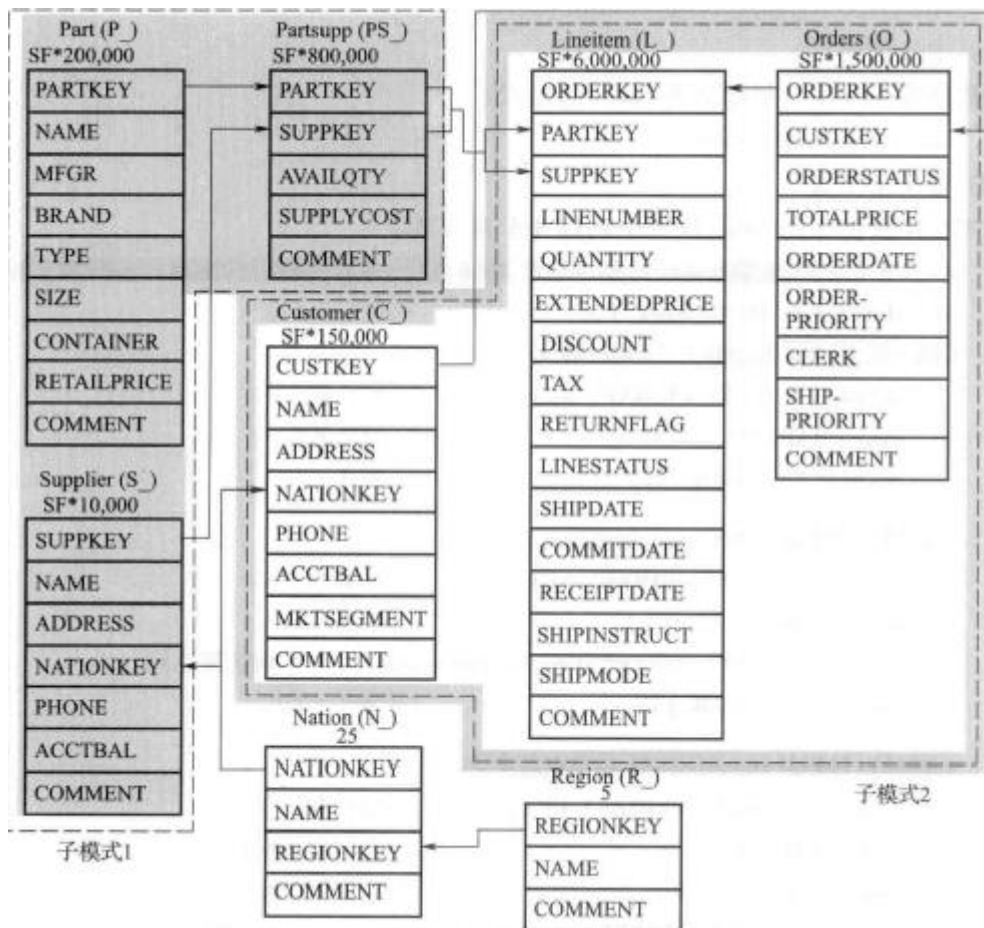 Part (P_)
SF*200,000
PARTKEY
NAME
MFGR
BRAND
TYPE
SIZE
CONTAINER
RETAILPRICE
COMMENT
Partsupp (PS_)
SF*800,000
PARTKEY
SUPPKEY
AVAILQTY
SUPPLYCOST
COMMENT
Lineitem (L_)
SF*6,000,000
ORDERKEY
PARTKEY
SUPPKEY
LINENUMBER
QUANTITY
EXTENDEDPRICE
DISCOUNT
TAX
RETURNFLAG
LINESTATUS
SHIPDATE
COMMITDATE
RECEIPTDATE
SHIPINSTRUCT
SHIPMODE
COMMENT
Orders (O_)
SF*1,500,000
ORDERKEY
CUSTKEY
ORDERSTATUS
TOTALPRICE
ORDERDATE
ORDER-
PRIORITY
CLERK
SHIP-
PRIORITY
COMMENT
Customer (C_)
SF*150,000
CUSTKEY
NAME
ADDRESS
NATIONKEY
PHONE
ACCTBAL
MKTSEGMENT
COMMENT
Supplier (S_)
SF*10,000
SUPPKEY
NAME
ADDRESS
NATIONKEY
PHONE
ACCTBAL
COMMENT
子模式1
Nation (N_)
25
NATIONKEY
NAME
REGIONKEY
COMMENT
Region (R_)
5
REGIONKEY
NAME
COMMENT
子模式2